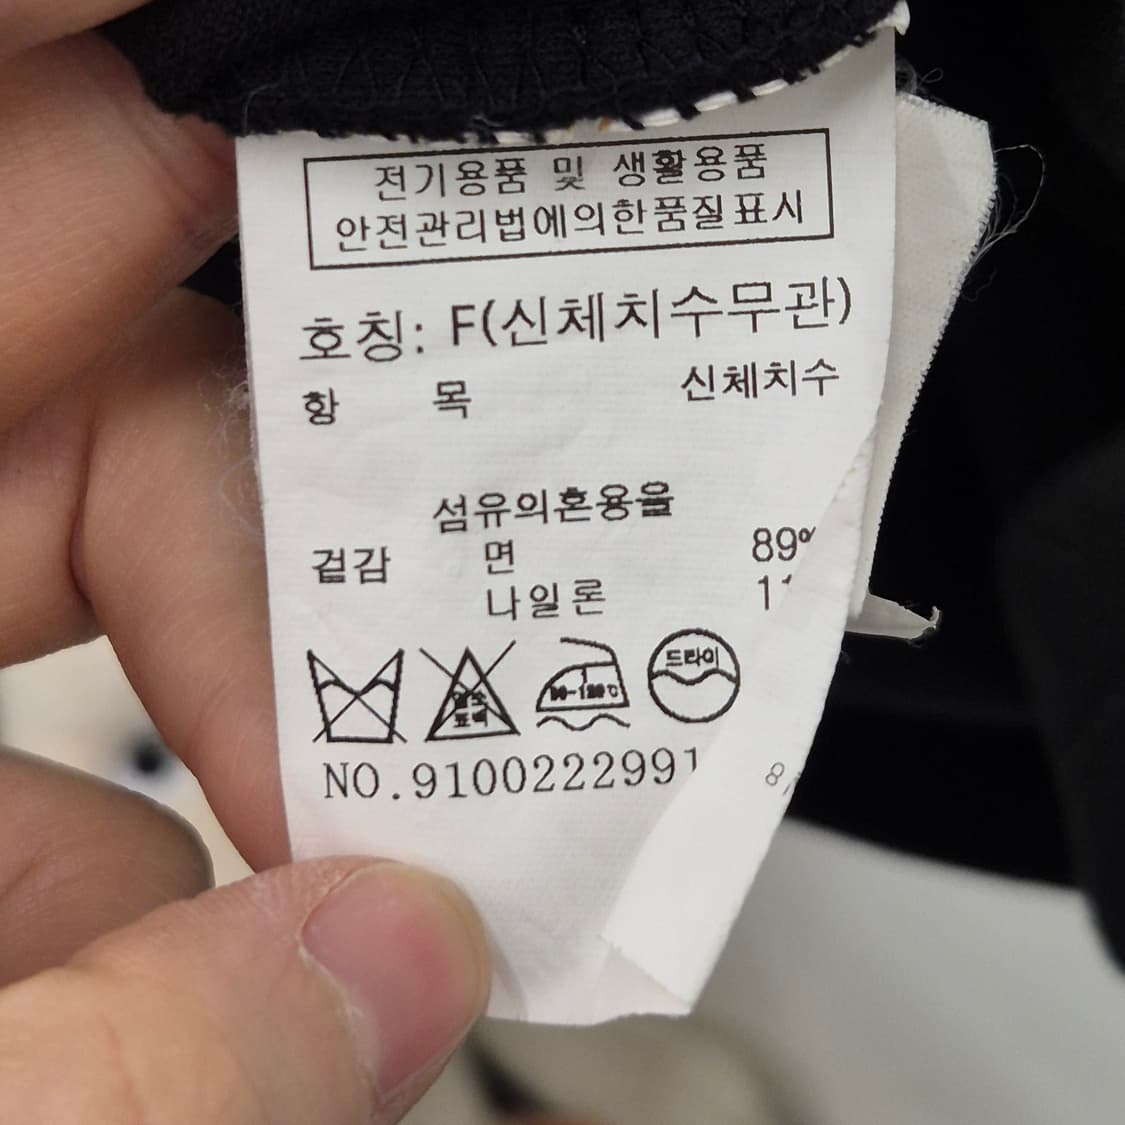 전기용품 및 생활용품
안전관리법에의한품질표시
호칭: F(신체치수무관)
항 목 신체치수
섬유의혼용율
겉감 면 89%
나일론
드라이
NO.9100222991